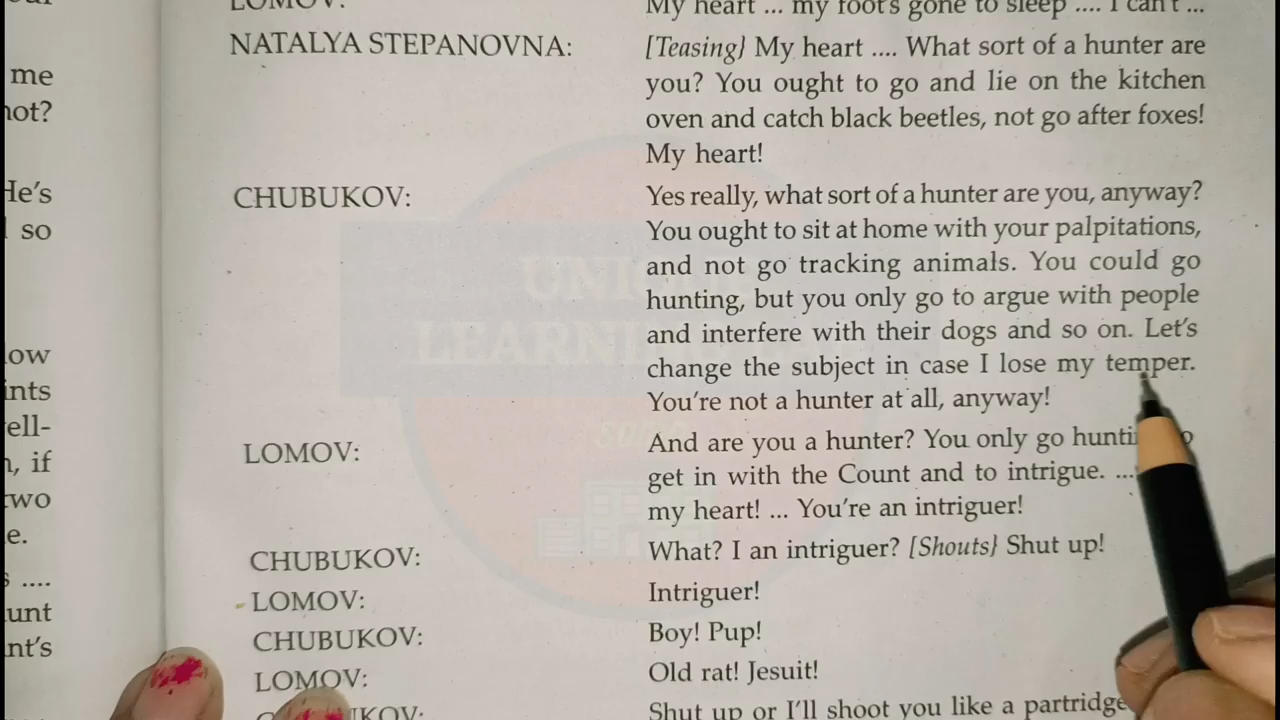 LOMOV: My heart ... my foot's gone to sleep .... I can't ...
NATALYA STEPANOVNA: [Teasing} My heart .... What sort of a hunter are
you? You ought to go and lie on the kitchen
oven and catch black beetles, not go after foxes!
My heart!
CHUBUKOV: Yes really, what sort of a hunter are you, anyway?
You ought to sit at home with your palpitations,
and not go tracking animals. You could go
hunting, but you only go to argue with people
and interfere with their dogs and so on. Let's
change the subject in case I lose my temper.
You're not a hunter at all, anyway!
LOMOV: And are you a hunter? You only go
get in with the Count and to intrigue. ...
my heart! ... You're an intriguer!
CHUBUKOV: What? I an intriguer? [Shouts} Shut up!
LOMOV: Intriguer!
CHUBUKOV: Boy! Pup!
LOMOV: Old rat! Jesuit!
Shut up or I'll shoot you like a partridge
me
not?
He's
so
two
UNIQUE
LEARNING